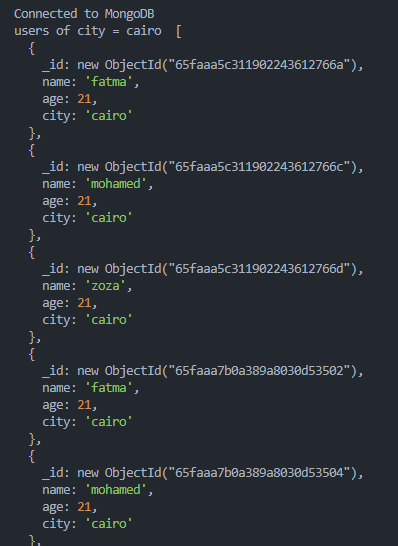 Connected to MongoDB
users of city = cairo  [
  {
    _id: new ObjectId("65faaa5c311902243612766a"),
    name: 'fatma',
    age: 21,
    city: 'cairo'
  },
  {
    _id: new ObjectId("65faaa5c311902243612766c"),
    name: 'mohamed',
    age: 21,
    city: 'cairo'
  },
  {
    _id: new ObjectId("65faaa5c311902243612766d"),
    name: 'zoza',
    age: 21,
    city: 'cairo'
  },
  {
    _id: new ObjectId("65faaa7b0a389a8030d53502"),
    name: 'fatma',
    age: 21,
    city: 'cairo'
  },
  {
    _id: new ObjectId("65faaa7b0a389a8030d53504"),
    name: 'mohamed',
    age: 21,
    city: 'cairo'
  },